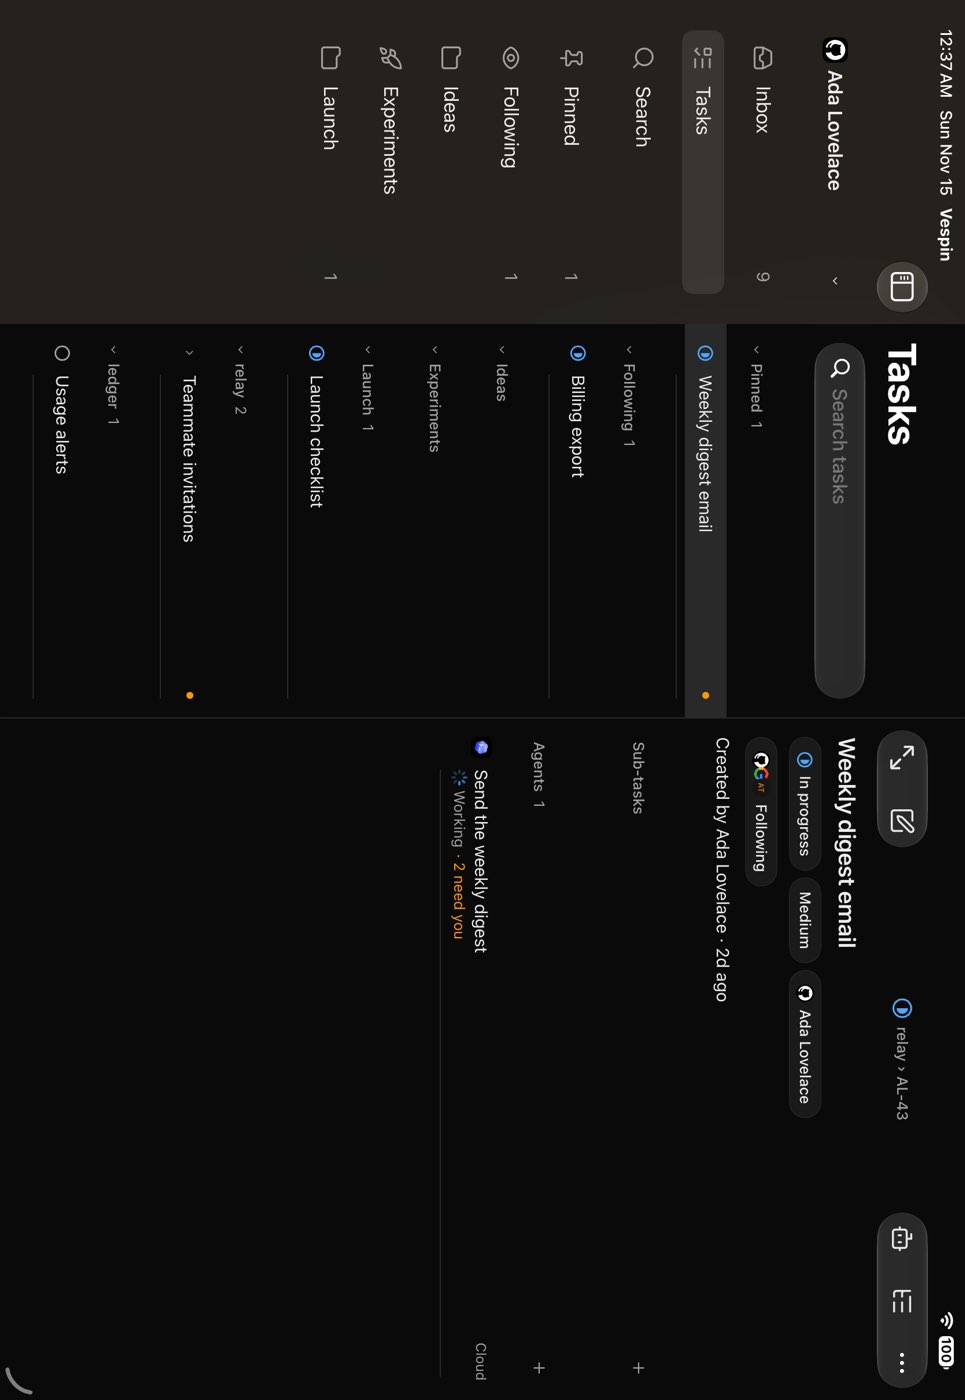 12:37 AM Sun Nov 15 Vespin
100
Ada Lovelace
Inbox 9
Tasks
Search
Pinned 1
Following 1
Ideas
Experiments
Launch 1
Tasks
Search tasks
Pinned 1
Weekly digest email
Following 1
Billing export
Ideas
Experiments
Launch 1
Launch checklist
relay 2
Teammate invitations
ledger 1
Usage alerts
relay › AL-43
Weekly digest email
In progress Medium Ada Lovelace
AT Following
Created by Ada Lovelace · 2d ago
Sub-tasks
Agents 1
Send the weekly digest Cloud
Working · 2 need you